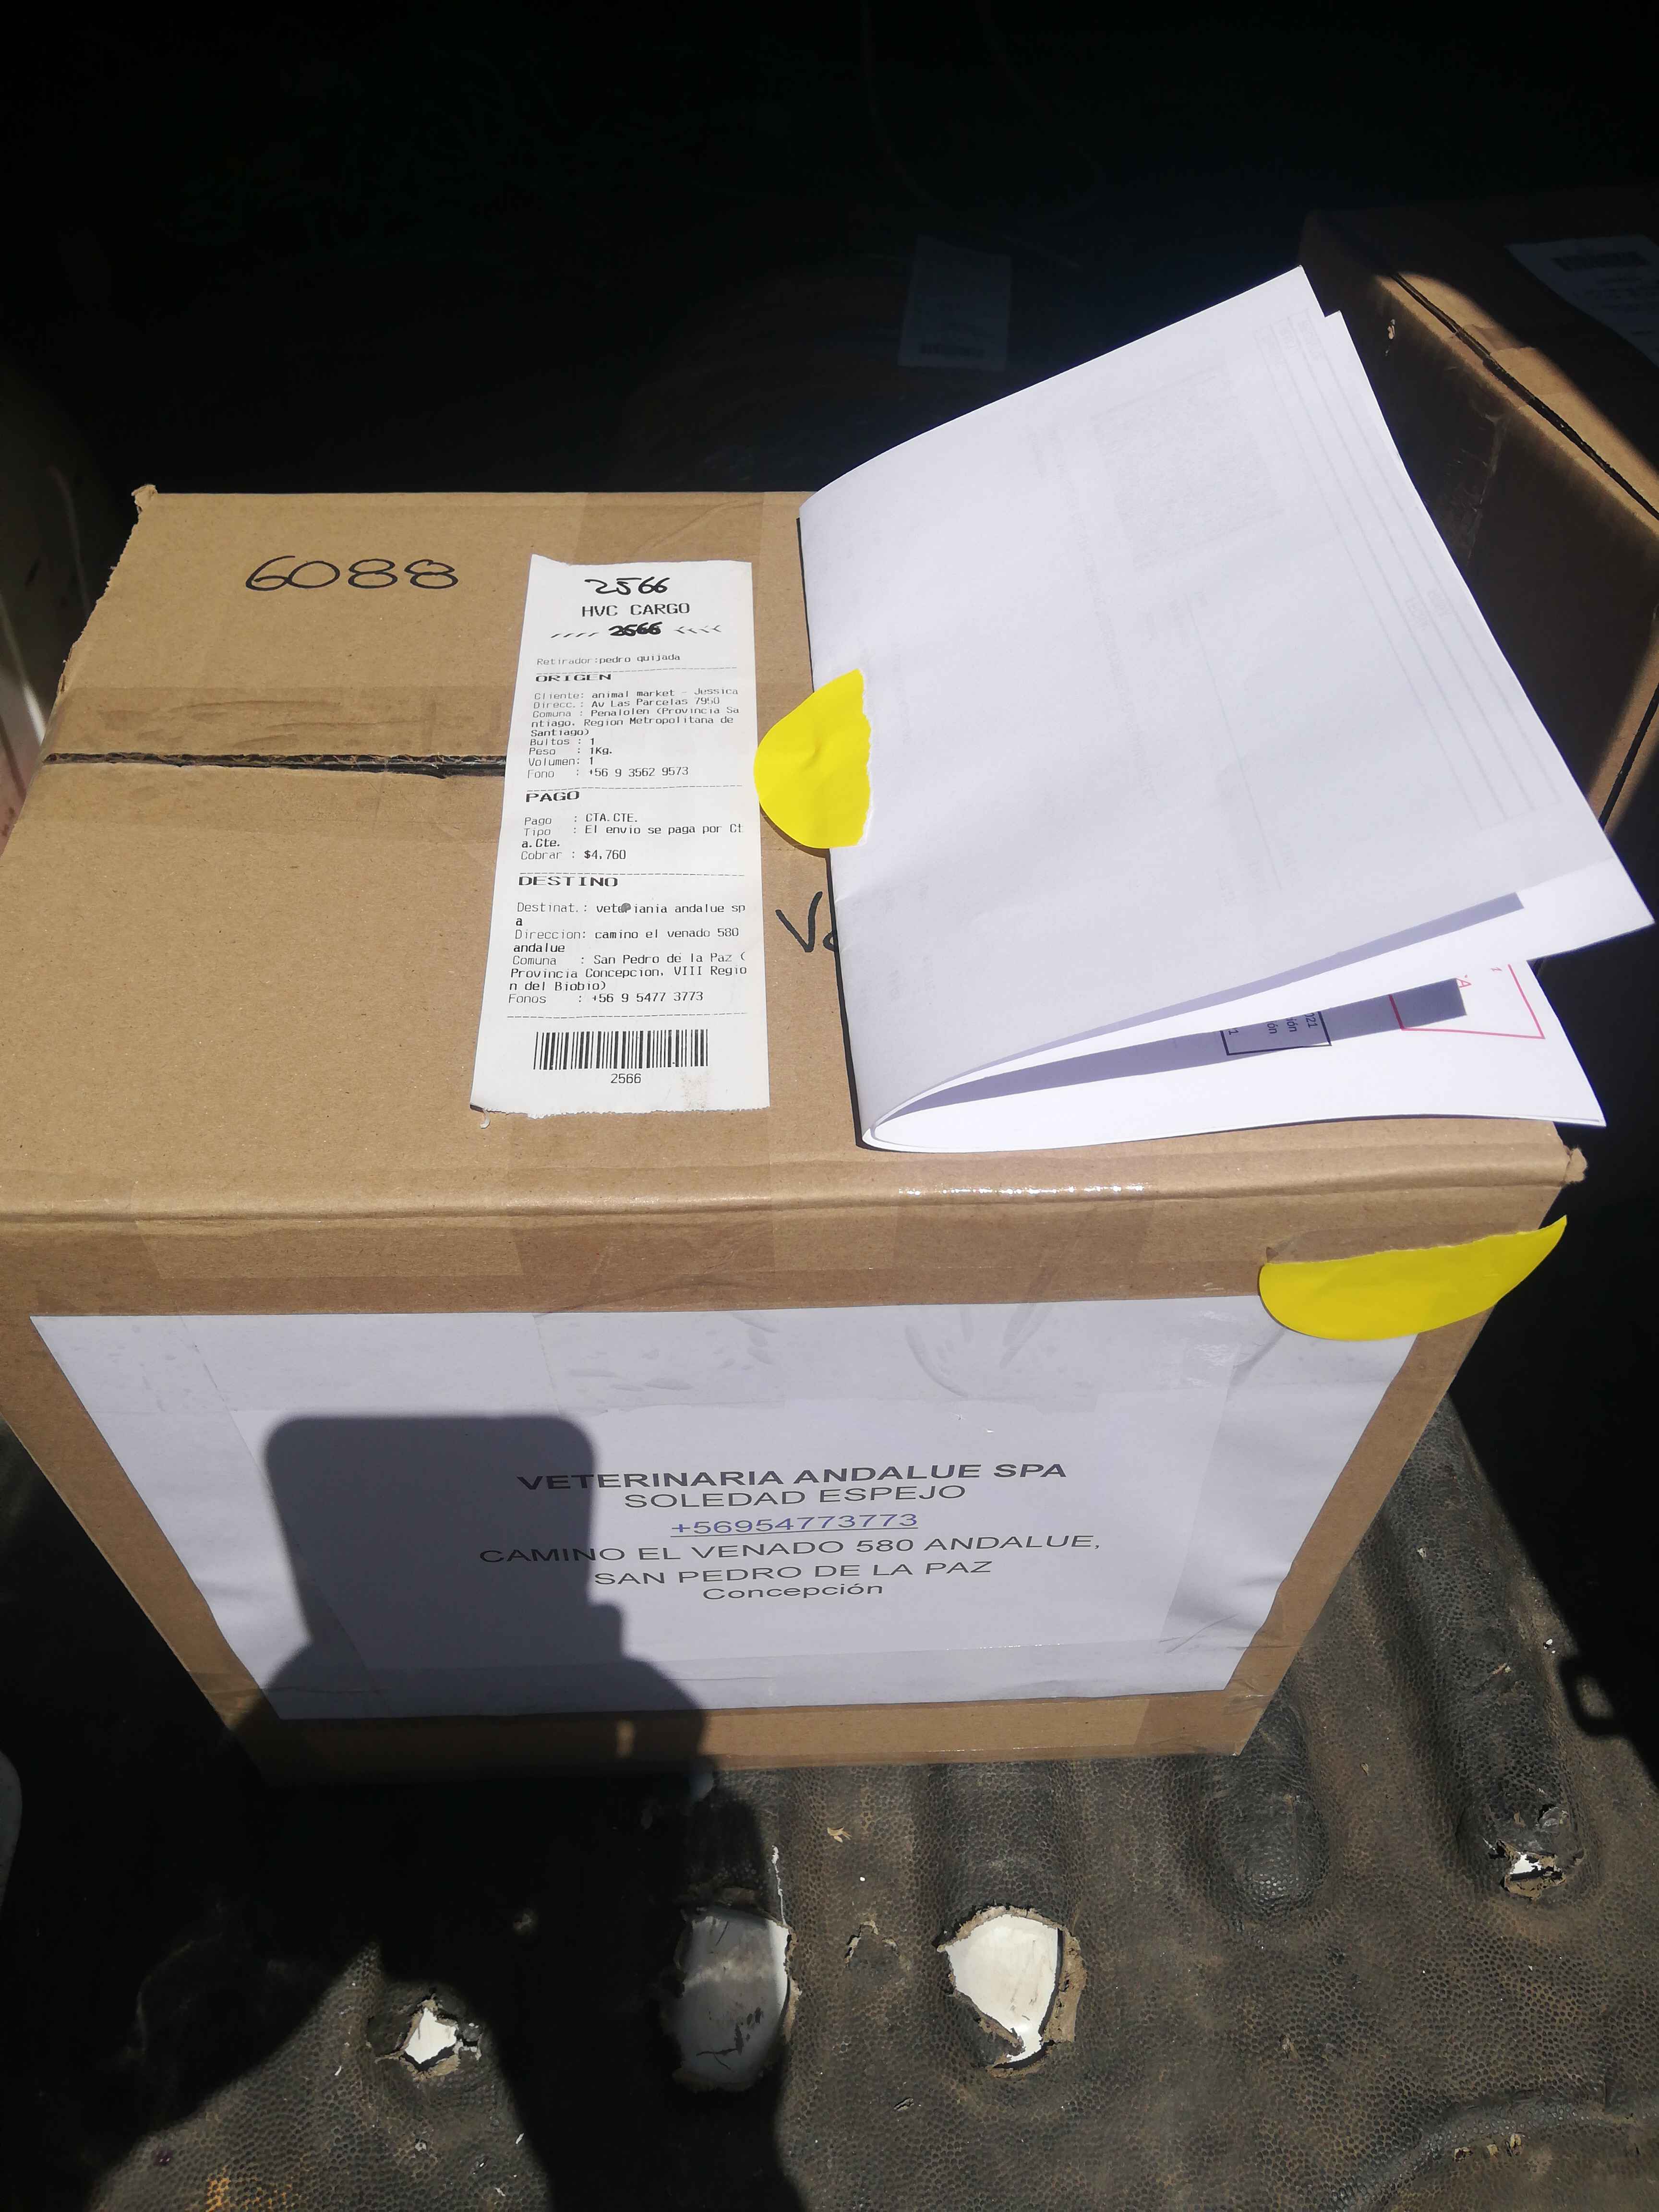 6088
2566
HVC CARGO
2566
Retirador:pedro quijada
ORIGEN
Cliente: animal market - Jessica
Direcc.: Av Las Parcelas 7950
Comuna : Penalolen (Provincia Sa
ntiago, Region Metropolitana de
Santiago)
Bultos : 1
Peso : 1Kg.
Volumen: 1
Fono : +56 9 3562 9573
PAGO
Pago : CTA.CTE.
Tipo : El envio se paga por Ct
a.Cte.
Cobrar : $4,760
DESTINO
Destinat.: vete iania andalue sp
a
Direccion: camino el venado 580
andalue
Comuna : San Pedro de la Paz (
Provincia Concepcion, VIII Regio
n del Biobio)
Fonos : +56 9 5477 3773
2566
VETERINARIA ANDALUE SPA
SOLEDAD ESPEJO
+56954773773
CAMINO EL VENADO 580 ANDALUE,
SAN PEDRO DE LA PAZ
Concepción